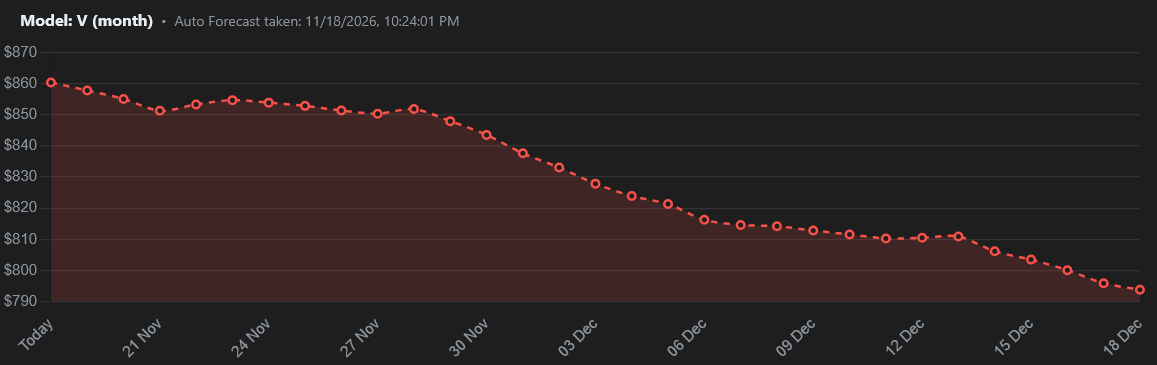 Model: V (month) • Auto Forecast taken: 11/18/2026, 10:24:01 PM
$870
$860
$850
$840
$830
$820
$810
$800
$790
Today
21 Nov
24 Nov
27 Nov
30 Nov
03 Dec
06 Dec
09 Dec
12 Dec
15 Dec
18 Dec